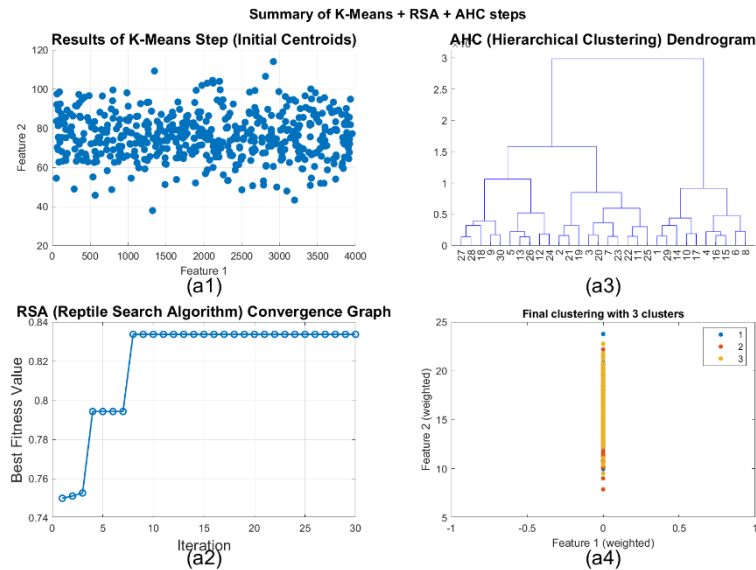 Summary of K-Means + RSA + AHC steps
Results of K-Means Step (Initial Centroids)
120
100
80
60
40
20
Feature 2
0 500 1000 1500 2000 2500 3000 3500 4000
Feature 1
(a1)
AHC (Hierarchical Clustering) Dendrogram
3
2.5
2
1.5
1
0.5
0
27 28 18 9 30 5 13 26 12 24 2 21 19 3 20 7 23 22 11 25 1 29 14 10 17 4 16 15 6 8
(a3)
RSA (Reptile Search Algorithm) Convergence Graph
0.84
0.82
0.8
0.78
0.76
0.74
Best Fitness Value
0 5 10 15 20 25 30
Iteration
(a2)
Final clustering with 3 clusters
25
20
15
10
5
Feature 2 (weighted)
1
2
3
-1 -0.5 0 0.5 1
Feature 1 (weighted)
(a4)